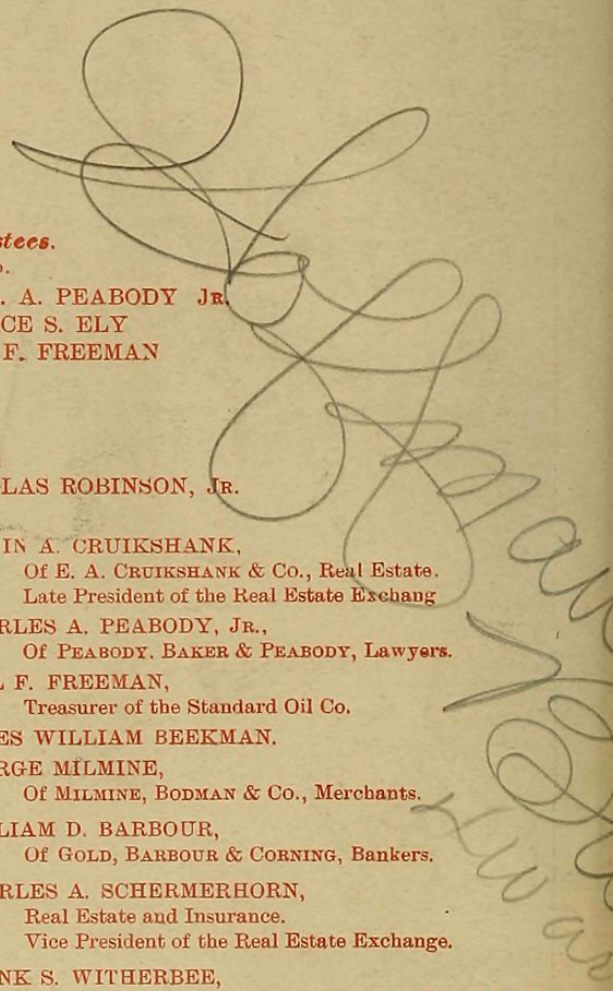 stees.
. A. PEABODY JR.
CE S. ELY
F. FREEMAN
LAS ROBINSON, JR.
IN A. CRUIKSHANK,
Of E. A. CRUIKSHANK & Co., Real Estate.
Late President of the Real Estate Exchang
RLES A. PEABODY, JR.,
Of PEABODY, BAKER & PEABODY, Lawyers.
F. FREEMAN,
Treasurer of the Standard Oil Co.
ES WILLIAM BEEKMAN.
RGE MILMINE,
Of MILMINE, BODMAN & Co., Merchants.
LIAM D. BARBOUR,
Of GOLD, BARBOUR & CORNING, Bankers.
RLES A. SCHERMERHORN,
Real Estate and Insurance.
Vice President of the Real Estate Exchange.
NK S. WITHERBEE,